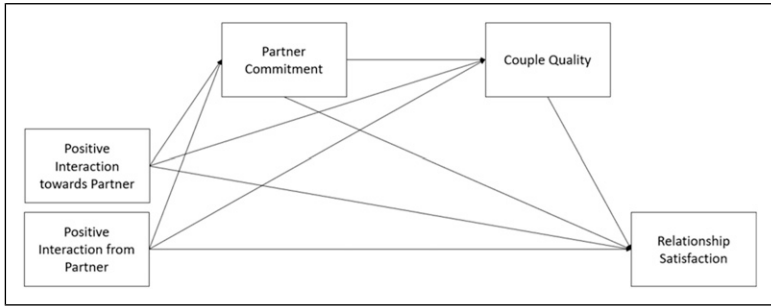 Partner
Commitment
Couple Quality
Positive
Interaction
towards Partner
Positive
Interaction from
Partner
Relationship
Satisfaction